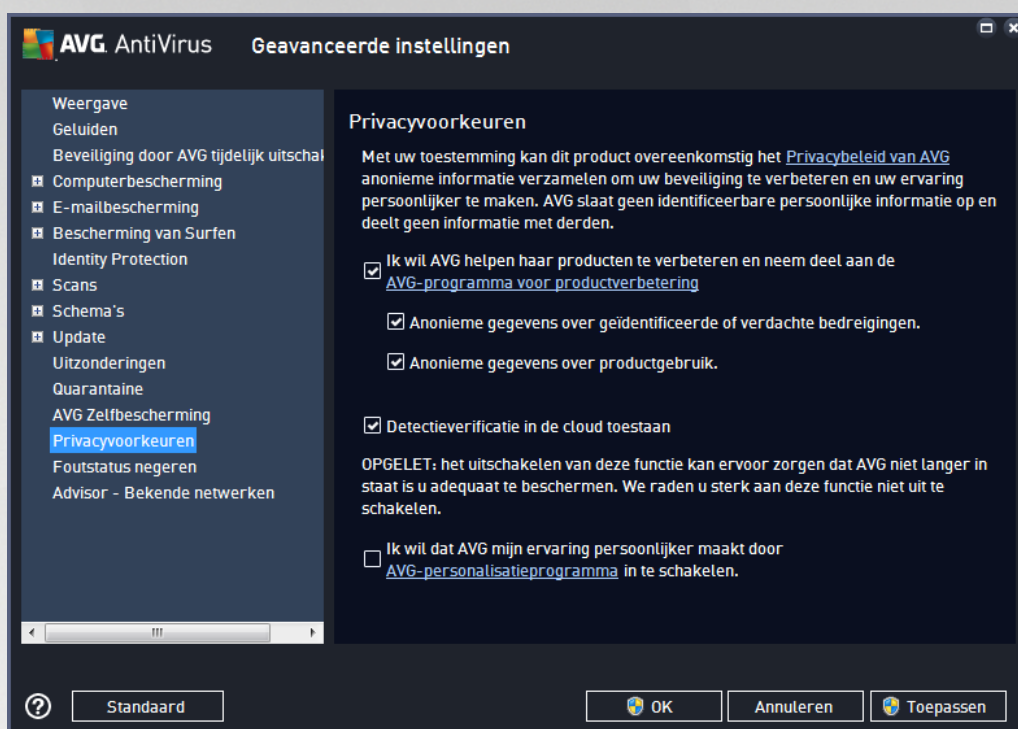 AVG. AntiVirus Geavanceerde instellingen
Weergave
Geluiden
Beveiliging door AVG tijdelijk uitschak
Computerbescherming
E-mailbescherming
Bescherming van Surfen
Identity Protection
Scans
Schema's
Update
Uitzonderingen
Quarantaine
AVG Zelfbescherming
Privacyvoorkeuren
Foutstatus negeren
Advisor - Bekende netwerken
Privacyvoorkeuren
Met uw toestemming kan dit product overeenkomstig het Privacybeleid van AVG
anonieme informatie verzamelen om uw beveiliging te verbeteren en uw ervaring
persoonlijker te maken. AVG slaat geen identificeerbare persoonlijke informatie op en
deelt geen informatie met derden.
Ik wil AVG helpen haar producten te verbeteren en neem deel aan de
AVG-programma voor productverbetering
Anonieme gegevens over geïdentificeerde of verdachte bedreigingen.
Anonieme gegevens over productgebruik.
Detectieverificatie in de cloud toestaan
OPGELET: het uitschakelen van deze functie kan ervoor zorgen dat AVG niet langer in
staat is u adequaat te beschermen. We raden u sterk aan deze functie niet uit te
schakelen.
Ik wil dat AVG mijn ervaring persoonlijker maakt door
AVG-personalisatieprogramma in te schakelen.
Standaard
OK
Annuleren
Toepassen